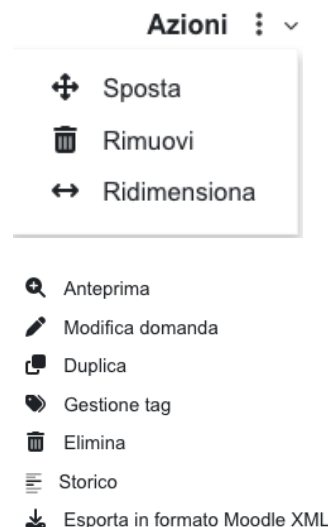 Azioni
Sposta
Rimuovi
Ridimensiona
Anteprima
Modifica domanda
Duplica
Gestione tag
Elimina
Storico
Esporta in formato Moodle XML